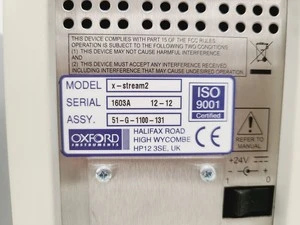 THIS DEVICE COMPLIES WITH PART 15 OF THE FCC RULES.
OPERATION IS SUBJECT TO THE FOLLOWING TWO CONDITIONS
(1) THIS DEVICE MAY NOT CAUSE HARMFUL INTERFERENCE
AND
(2) THIS DEVICE MUST ACCEPT ANY INTERFERENCE RECEIVED,
INCLUDING INTERFERENCE THAT MAY CAUSE UNDESIRED
OPERATION.
MODEL x-stream2
SERIAL 1603A 12-12
ASSY. 51-G-1100-131
ISO
9001
Certified
OXFORD
INSTRUMENTS
HALIFAX ROAD
HIGH WYCOMBE
HP12 3SE, UK
REFER TO
MANUAL
+24V
1 0